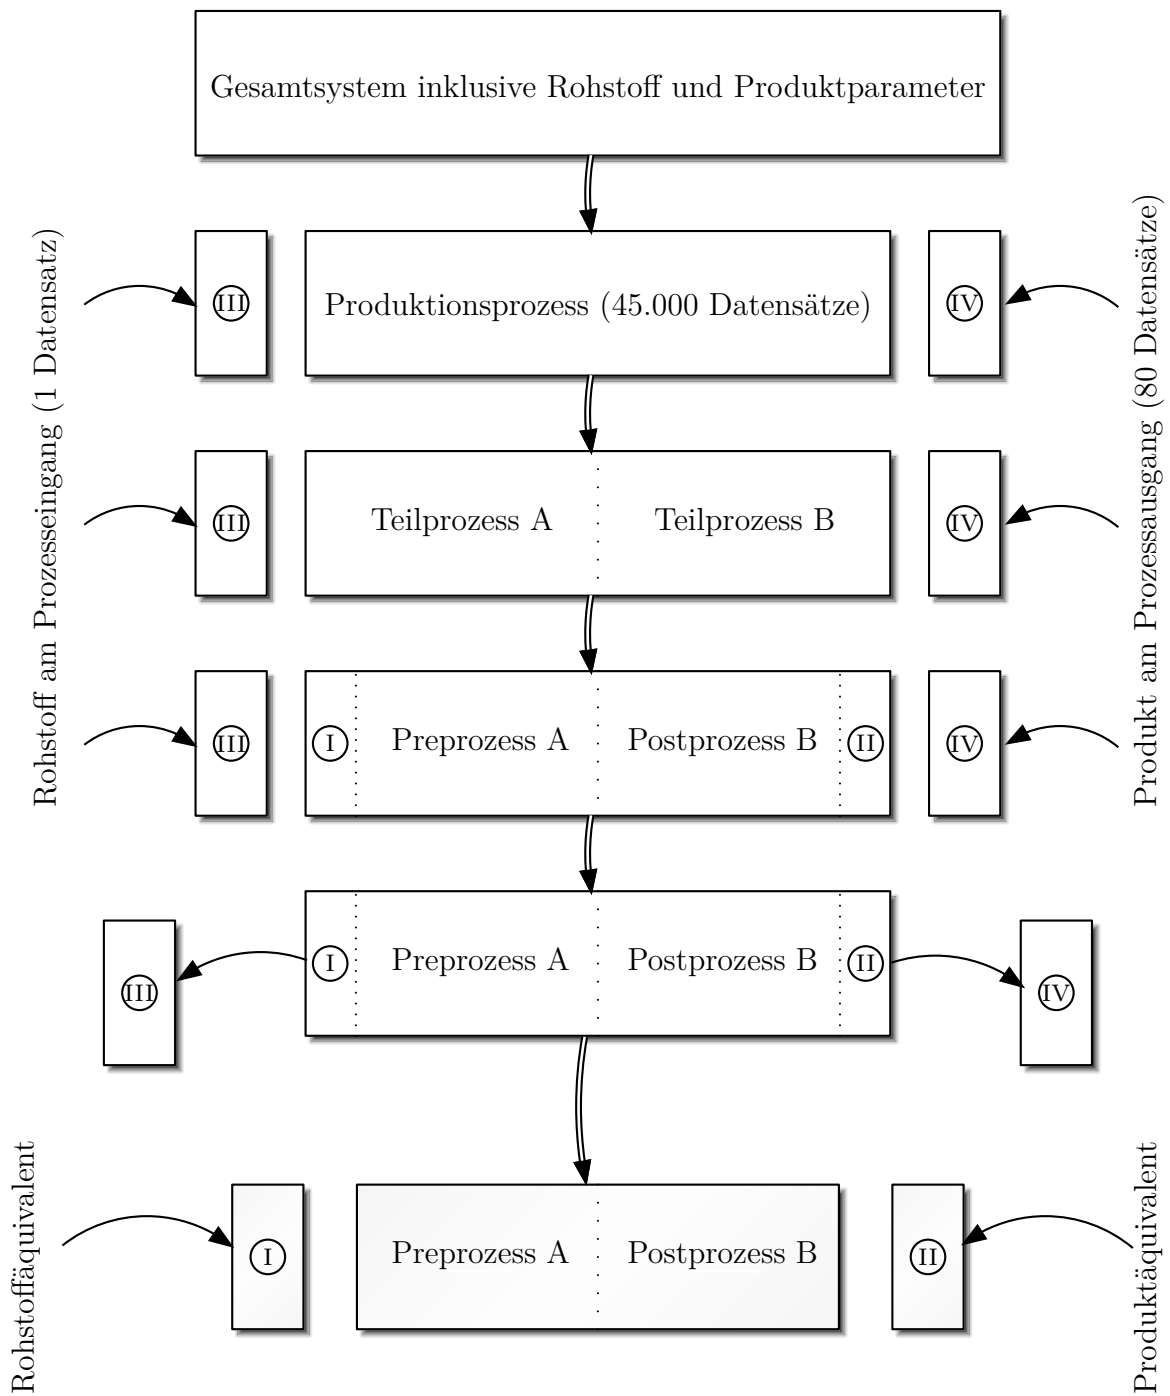 Gesamtsystem inklusive Rohstoff und Produktparameter
Rohstoff am Prozesseingang (1 Datensatz)
III
Produktionsprozess (45.000 Datensätze)
IV
Produkt am Prozessausgang (80 Datensätze)
III
Teilprozess A
Teilprozess B
IV
III
I
Preprozess A
Postprozess B
II
IV
III
I
Preprozess A
Postprozess B
II
IV
Rohstoffäquivalent
I
Preprozess A
Postprozess B
II
Produktäquivalent